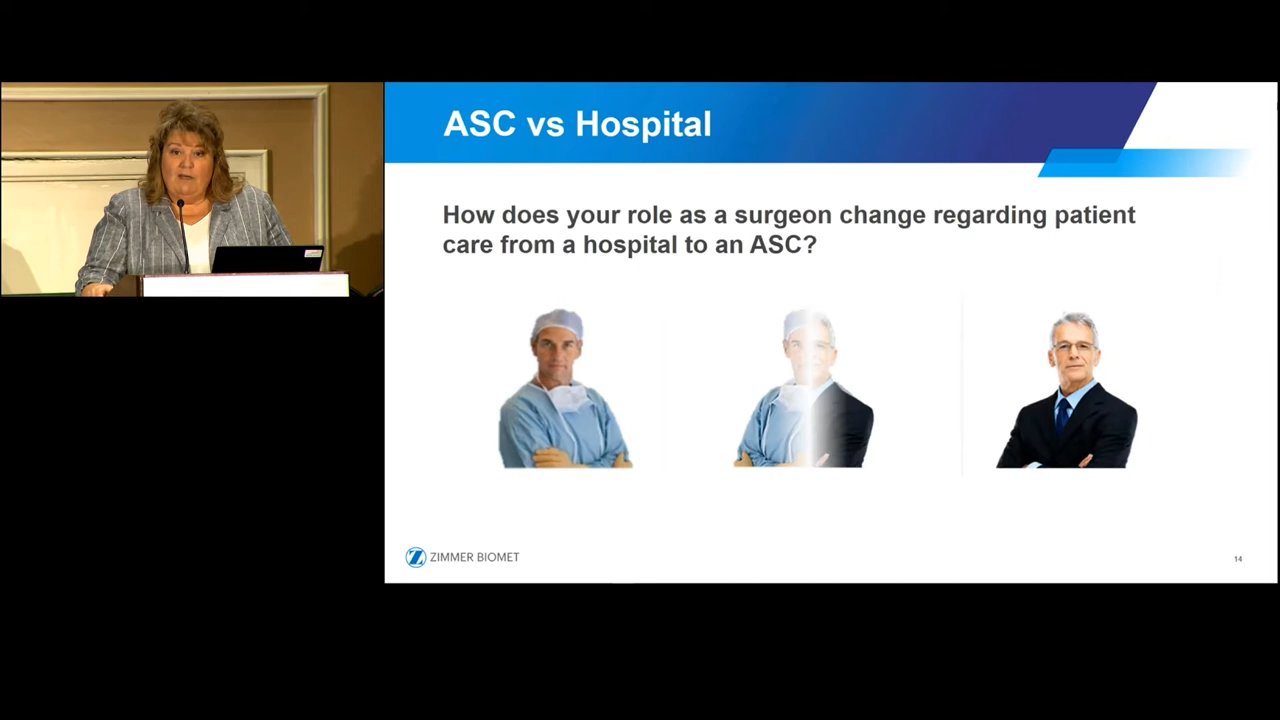 ASC vs Hospital
How does your role as a surgeon change regarding patient
care from a hospital to an ASC?
ZIMMER BIOMET
14